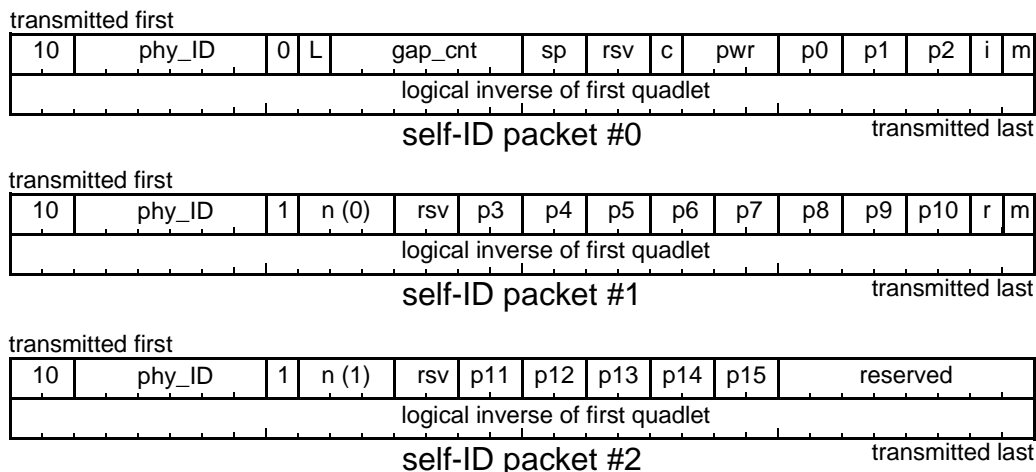 transmitted first
10 phy_ID 0 L gap_cnt sp rsv c pwr p0 p1 p2 i m
logical inverse of first quadlet
self-ID packet #0 transmitted last
transmitted first
10 phy_ID 1 n (0) rsv p3 p4 p5 p6 p7 p8 p9 p10 r m
logical inverse of first quadlet
self-ID packet #1 transmitted last
transmitted first
10 phy_ID 1 n (1) rsv p11 p12 p13 p14 p15 reserved
logical inverse of first quadlet
self-ID packet #2 transmitted last